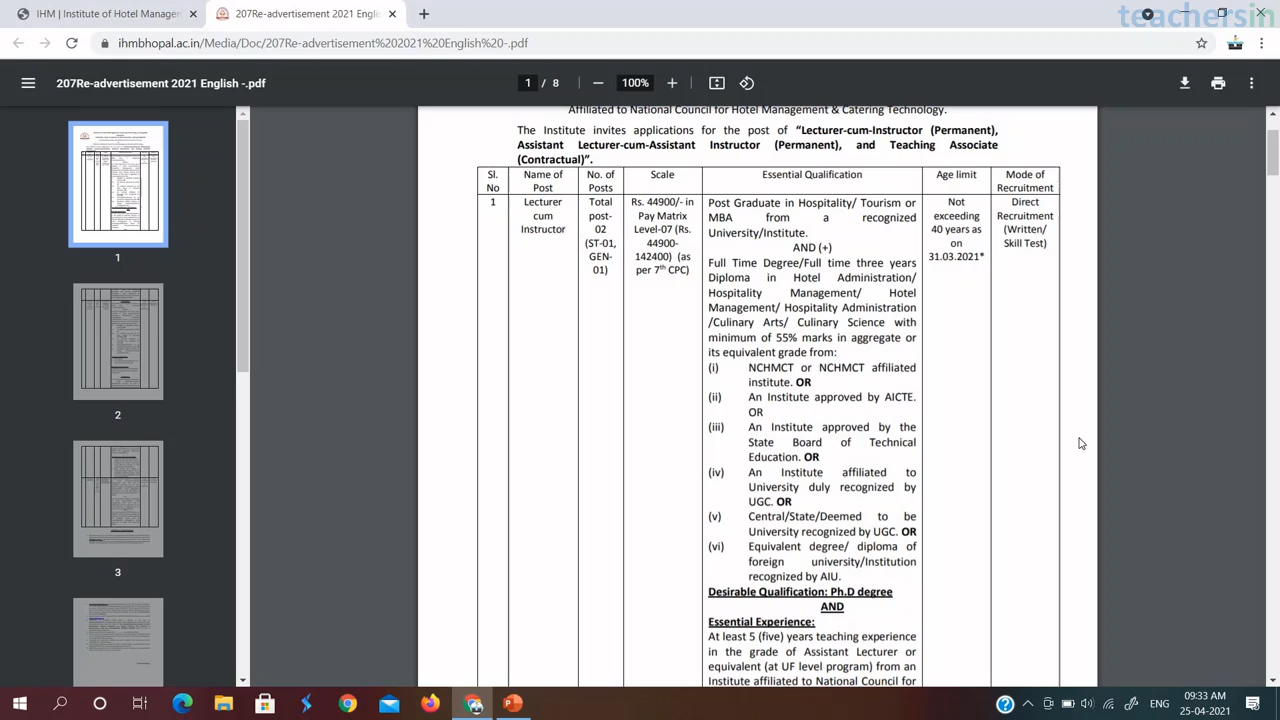 teachersin
IHM | Institute of Hotel Manager
207Re-advertisement 2021 Engli
ihmbhopal.ac.in/Media/Doc/207Re-advertisement%202021%20English%20-.pdf
207Re-advertisement 2021 English -.pdf
1 / 8
100%
Affiliated to National Council for Hotel Management & Catering Technology.
The Institute invites applications for the post of “Lecturer-cum-Instructor (Permanent),
Assistant Lecturer-cum-Assistant Instructor (Permanent), and Teaching Associate
(Contractual)”.
Sl. No
Name of Post
No. of Posts
Scale
Essential Qualification
Age limit
Mode of Recruitment
1
Lecturer
cum
Instructor
Total
post-
02
(ST-01,
GEN-
01)
Rs. 44900/- in
Pay Matrix
Level-07 (Rs.
44900-
142400) (as
per 7th CPC)
Post Graduate in Hospitality/ Tourism or
MBA from a recognized
University/Institute.
AND (+)
Full Time Degree/Full time three years
Diploma in Hotel Administration/
Hospitality Management/ Hotel
Management/ Hospitality Administration
/Culinary Arts/ Culinary Science with
minimum of 55% marks in aggregate or
its equivalent grade from:
(i) NCHMCT or NCHMCT affiliated
institute. OR
(ii) An Institute approved by AICTE.
OR
(iii) An Institute approved by the
State Board of Technical
Education. OR
(iv) An Institute affiliated to
University duly recognized by
UGC. OR
(v) Central/State/Deemed to be
University recognized by UGC. OR
(vi) Equivalent degree/ diploma of
foreign university/Institution
recognized by AIU.
Desirable Qualification: Ph.D degree
AND
Essential Experience:
At least 5 (five) years teaching experience
in the grade of Assistant Lecturer or
equivalent (at UF level program) from an
Institute affiliated to National Council for
Not
exceeding
40 years as
on
31.03.2021*
Direct
Recruitment
(Written/
Skill Test)
1
2
3
ENG
09:33 AM
25-04-2021